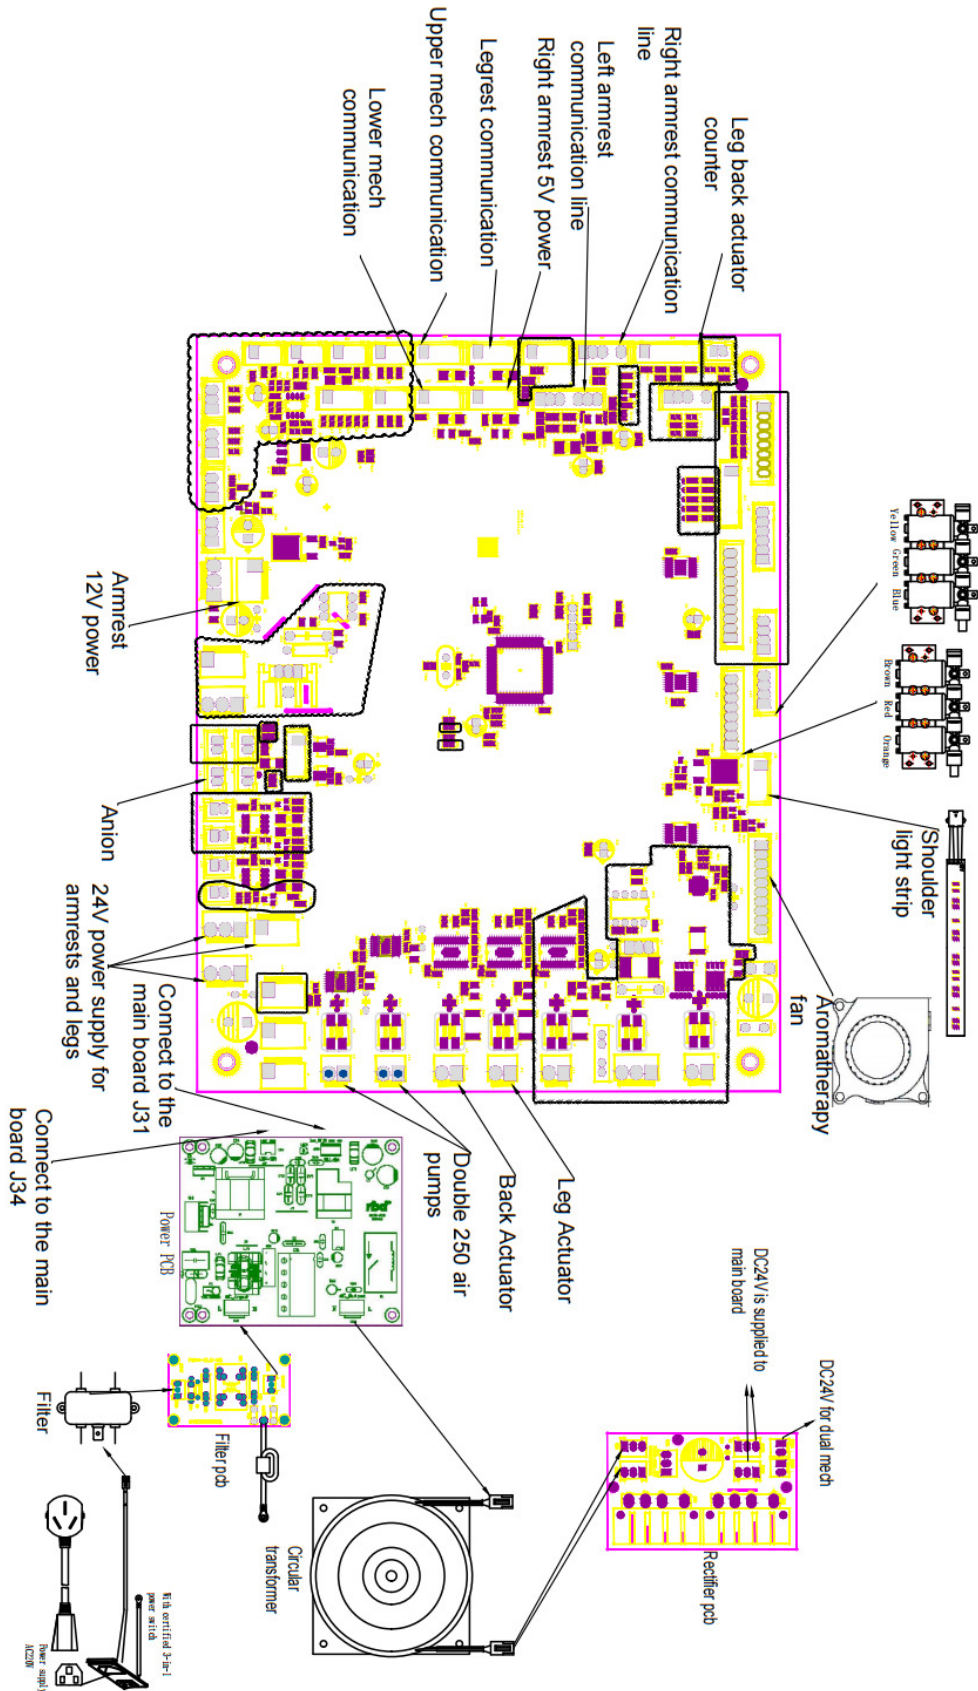 Leg back actuator
counter
Right armrest communication
line
Left armrest
communication line
Right armrest 5V power
Legrest communication
Upper mech communication
Lower mech
communication
Yellow Green Blue
Brown Red Orange
Shoulder
light strip
Aromatherapy
fan
Armrest
12V power
Anion
24V power supply for
armrests and legs
Connect to the
main board J31
Connect to the main
board J34
Double 250 air
pumps
Back Actuator
Leg Actuator
Power PCB
DC24V is supplied to
main board
DC24V for dual mech
Rectifier pcb
Filter pcb
Filter
Circular
transformer
With certified 3-in-1
power switch
Power supply
AC220V